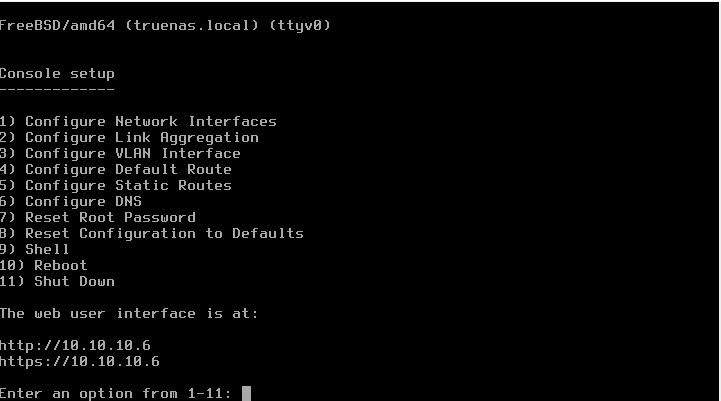 FreeBSD/amd64 (truenas.local) (ttyv0)
Console setup
-------------
1) Configure Network Interfaces
2) Configure Link Aggregation
3) Configure VLAN Interface
4) Configure Default Route
5) Configure Static Routes
6) Configure DNS
7) Reset Root Password
8) Reset Configuration to Defaults
9) Shell
10) Reboot
11) Shut Down
The web user interface is at:
http://10.10.10.6
https://10.10.10.6
Enter an option from 1-11: